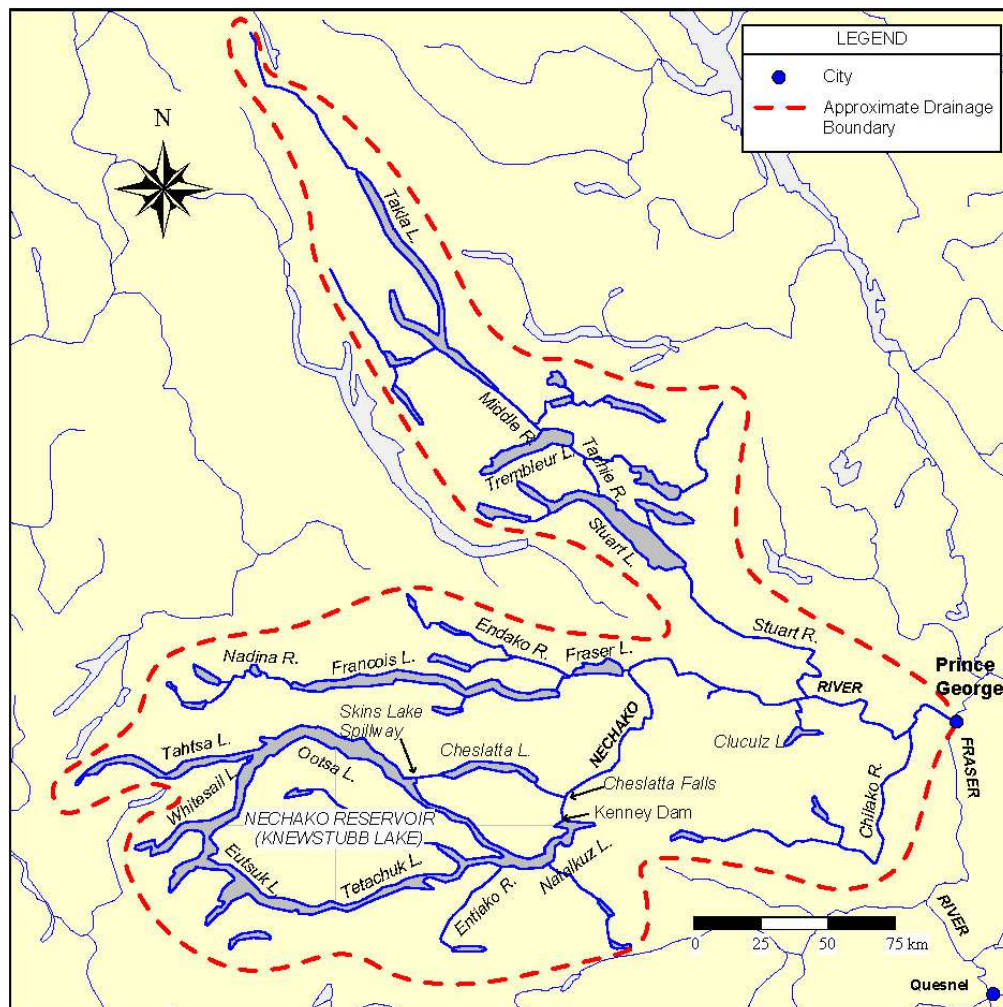 LEGEND
City
Approximate Drainage
Boundary
N
Takla L.
Middle R.
Trembleur L.
Tachie R.
Stuart L.
Stuart R.
Endako R.
Nadina R.
Francois L.
Fraser L.
RIVER
Prince
George
Skins Lake
Spillway
NECHAKO
Cluculz L.
Tahtsa L.
Ootsa L.
Cheslatta L.
FRASER
Whitesail L.
Cheslatta Falls
Chilako R.
NECHAKO RESERVOIR
(KNEWSTUBB LAKE)
Kenney Dam
Eutsuk L.
Tetachuk L.
Natalkuz L.
Entiako R.
RIVER
0 25 50 75 km
Quesnel